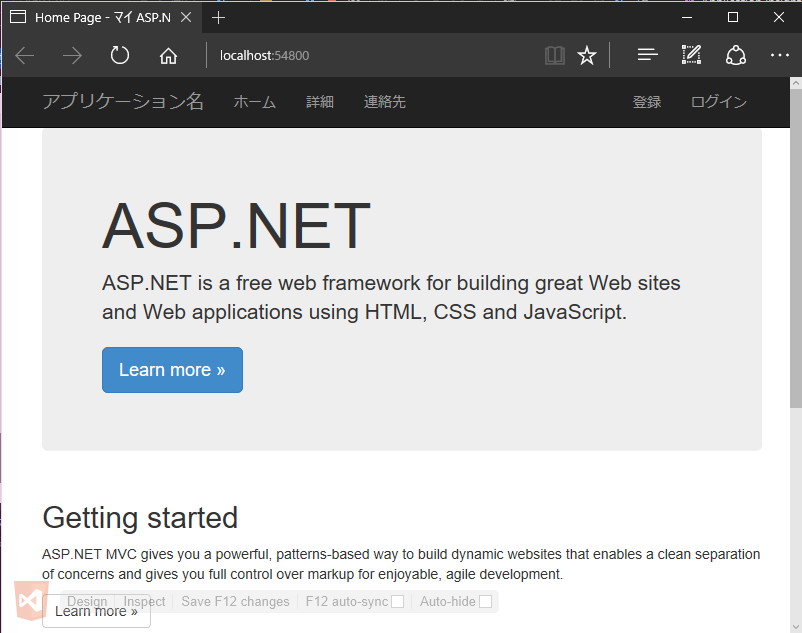 Home Page - マイ ASP.N
localhost:54800
アプリケーション名 ホーム 詳細 連絡先 登録 ログイン
ASP.NET
ASP.NET is a free web framework for building great Web sites
and Web applications using HTML, CSS and JavaScript.
Learn more »
Getting started
ASP.NET MVC gives you a powerful, patterns-based way to build dynamic websites that enables a clean separation
of concerns and gives you full control over markup for enjoyable, agile development.
Learn more »
Design Inspect Save F12 changes F12 auto-sync Auto-hide